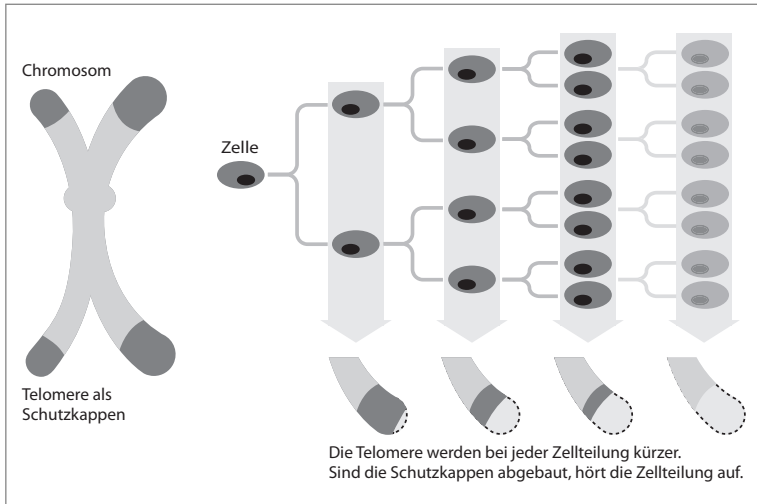 Chromosom
Zelle
Telomere als
Schutzkappen
Die Telomere werden bei jeder Zellteilung kürzer.
Sind die Schutzkappen abgebaut, hört die Zellteilung auf.